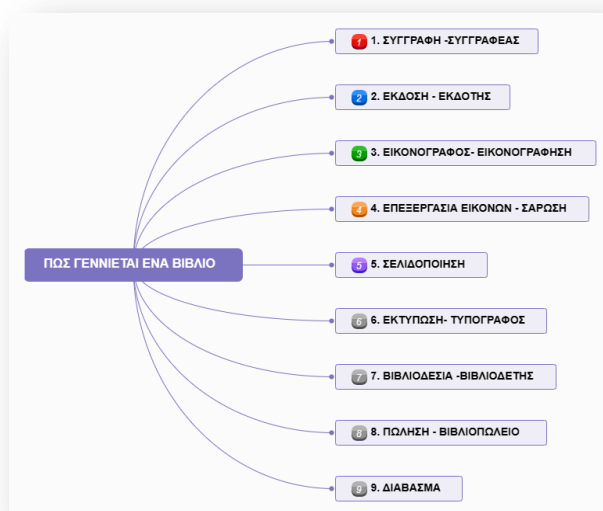 1 1. ΣΥΓΓΡΑΦΗ -ΣΥΓΓΡΑΦΕΑΣ
2 2. ΕΚΔΟΣΗ - ΕΚΔΟΤΗΣ
3 3. ΕΙΚΟΝΟΓΡΑΦΟΣ- ΕΙΚΟΝΟΓΡΑΦΗΣΗ
4 4. ΕΠΕΞΕΡΓΑΣΙΑ ΕΙΚΟΝΩΝ - ΣΑΡΩΣΗ
ΠΩΣ ΓΕΝΝΙΕΤΑΙ ΕΝΑ ΒΙΒΛΙΟ
5 5. ΣΕΛΙΔΟΠΟΙΗΣΗ
6 6. ΕΚΤΥΠΩΣΗ- ΤΥΠΟΓΡΑΦΟΣ
7 7. ΒΙΒΛΙΟΔΕΣΙΑ -ΒΙΒΛΙΟΔΕΤΗΣ
8 8. ΠΩΛΗΣΗ - ΒΙΒΛΙΟΠΩΛΕΙΟ
9 9. ΔΙΑΒΑΣΜΑ